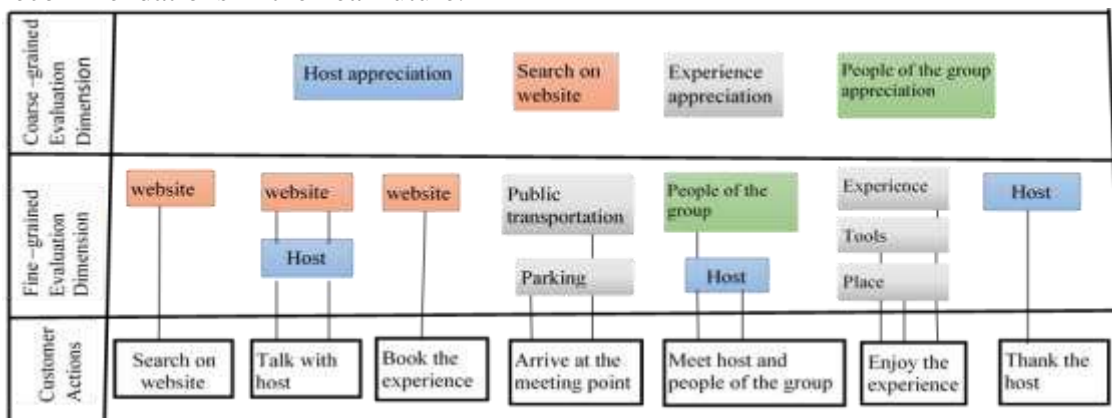 Coarse –grained
Evaluation
Dimension
Host appreciation
Search on
website
Experience
appreciation
People of the group
appreciation
Fine –grained
Evaluation
Dimension
website
website
Host
website
Public
transportation
Parking
People of the
group
Host
Experience
Tools
Place
Host
Customer
Actions
Search on
website
Talk with
host
Book the
experience
Arrive at the
meeting point
Meet host and
people of the group
Enjoy the
experience
Thank the
host